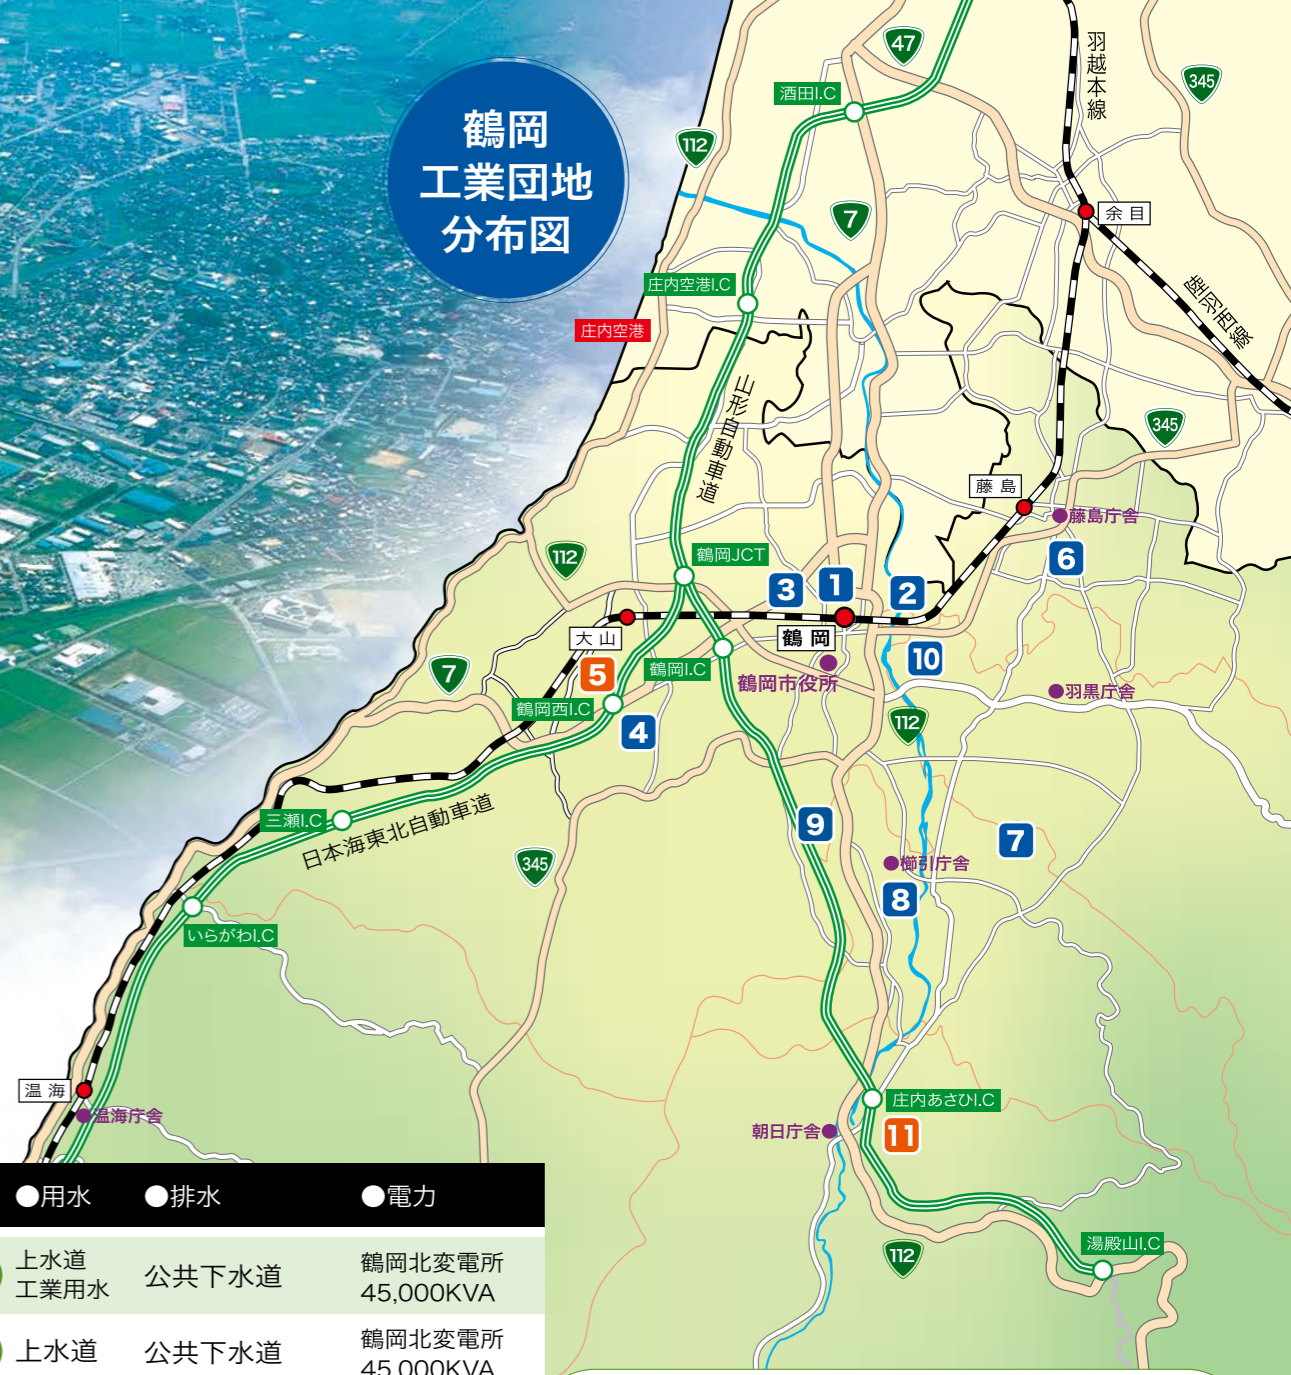 鶴岡
工業団地
分布図
47
羽越本線
345
酒田I.C
112
7
余目
庄内空港I.C
陸羽西線
庄内空港
山形自動車道
345
藤島
藤島庁舎
112
鶴岡JCT
6
3
1
2
大山
鶴岡
10
5
鶴岡I.C
鶴岡市役所
7
羽黒庁舎
鶴岡西I.C
4
112
三瀬I.C
日本海東北自動車道
9
7
345
櫛引庁舎
8
いらがわI.C
温海
温海庁舎
庄内あさひI.C
朝日庁舎
11
112
湯殿山I.C
●用水 ●排水 ●電力
上水道
工業用水
公共下水道
鶴岡北変電所
45,000KVA
上水道
公共下水道
鶴岡北変電所
45,000KVA